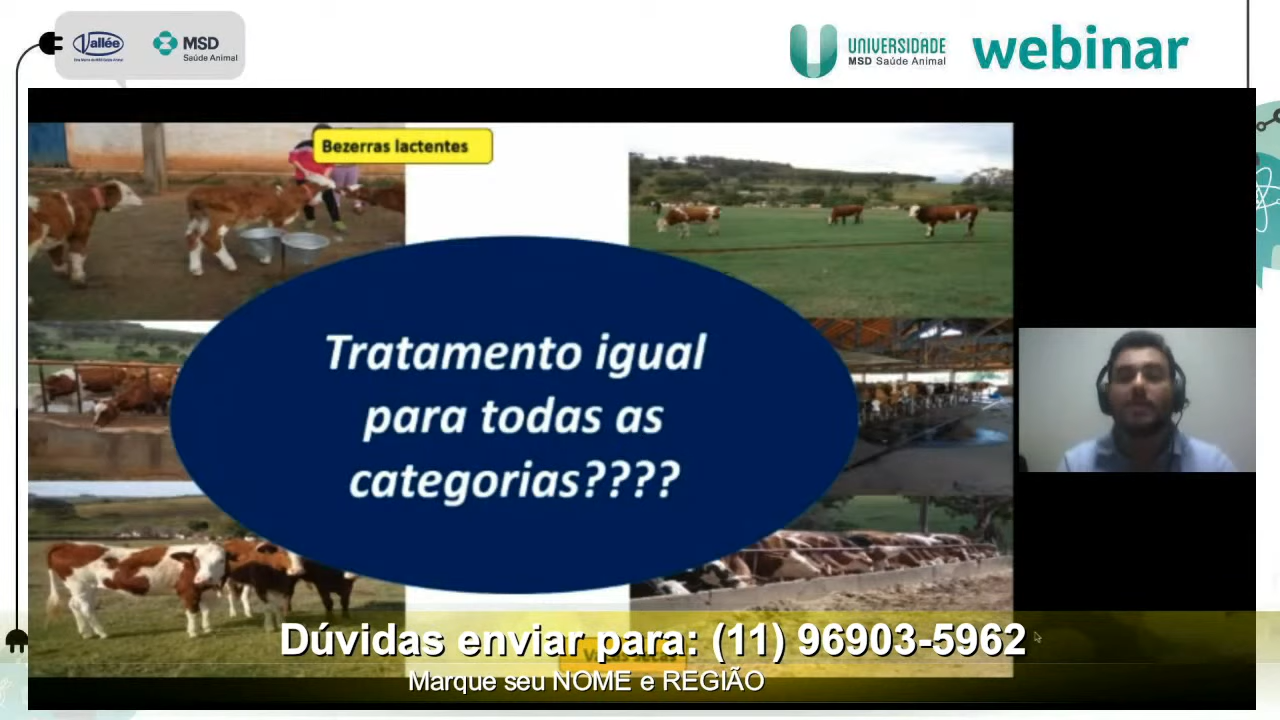 Vallée
MSD
Saúde Animal
UNIVERSIDADE
MSD Saúde Animal
webinar
Bezerras lactentes
Tratamento igual
para todas as
categorias????
Dúvidas enviar para: (11) 96903-5962
Marque seu NOME e REGIÃO